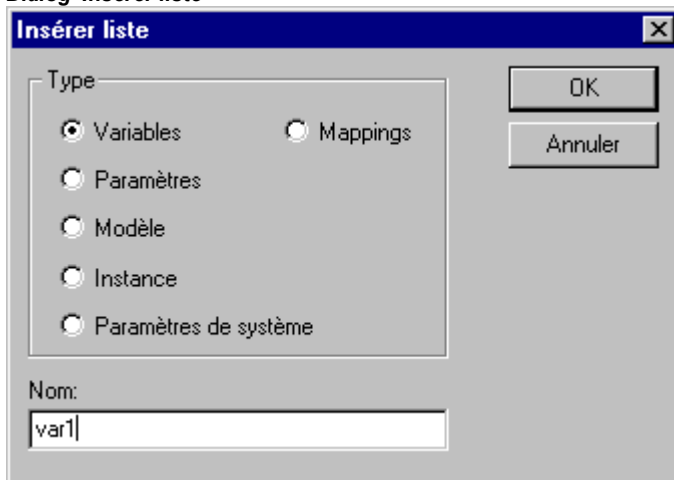 Dialog 'Insérer liste'
Insérer liste
Type
OK
Variables Mappings
Annuler
Paramètres
Modèle
Instance
Paramètres de système
Nom:
var1